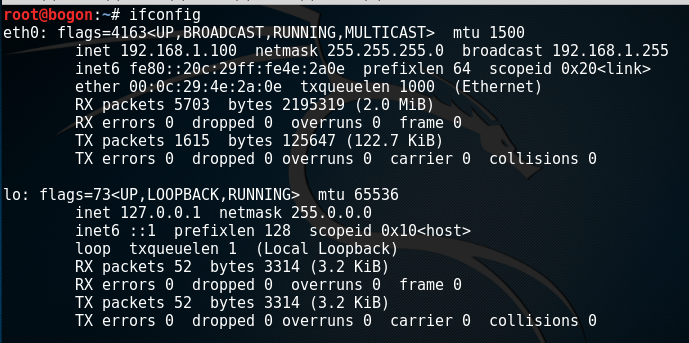 root@bogon:~# ifconfig
eth0: flags=4163<UP,BROADCAST,RUNNING,MULTICAST>  mtu 1500
        inet 192.168.1.100  netmask 255.255.255.0  broadcast 192.168.1.255
        inet6 fe80::20c:29ff:fe4e:2a0e  prefixlen 64  scopeid 0x20<link>
        ether 00:0c:29:4e:2a:0e  txqueuelen 1000  (Ethernet)
        RX packets 5703  bytes 2195319 (2.0 MiB)
        RX errors 0  dropped 0  overruns 0  frame 0
        TX packets 1615  bytes 125647 (122.7 KiB)
        TX errors 0  dropped 0 overruns 0  carrier 0  collisions 0

lo: flags=73<UP,LOOPBACK,RUNNING>  mtu 65536
        inet 127.0.0.1  netmask 255.0.0.0
        inet6 ::1  prefixlen 128  scopeid 0x10<host>
        loop  txqueuelen 1  (Local Loopback)
        RX packets 52  bytes 3314 (3.2 KiB)
        RX errors 0  dropped 0  overruns 0  frame 0
        TX packets 52  bytes 3314 (3.2 KiB)
        TX errors 0  dropped 0 overruns 0  carrier 0  collisions 0